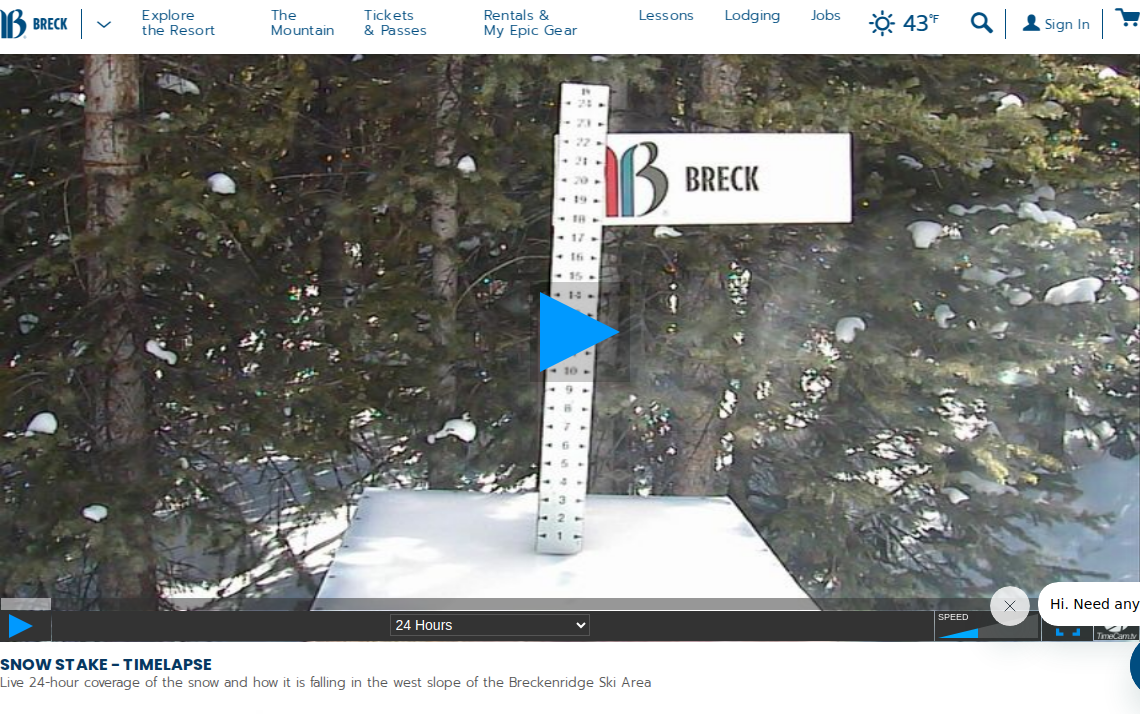 BRECK
Explore
the Resort
The
Mountain
Tickets
& Passes
Rentals &
My Epic Gear
Lessons
Lodging
Jobs
43°F
Sign In
24
23
22
21
20
19
18
17
16
15
14
10
9
8
7
6
5
4
3
2
1
B BRECK
24 Hours
SPEED
Hi. Need any
TimeCam.tv
SNOW STAKE - TIMELAPSE
Live 24-hour coverage of the snow and how it is falling in the west slope of the Breckenridge Ski Area